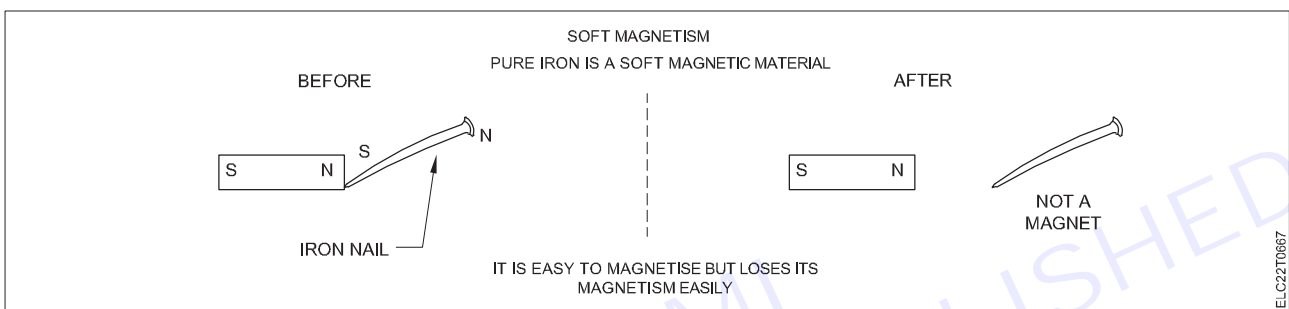 SOFT MAGNETISM
PURE IRON IS A SOFT MAGNETIC MATERIAL
BEFORE
AFTER
S
N
S
N
IRON NAIL
S
N
NOT A
MAGNET
IT IS EASY TO MAGNETISE BUT LOSES ITS
MAGNETISM EASILY
ELC22T0667